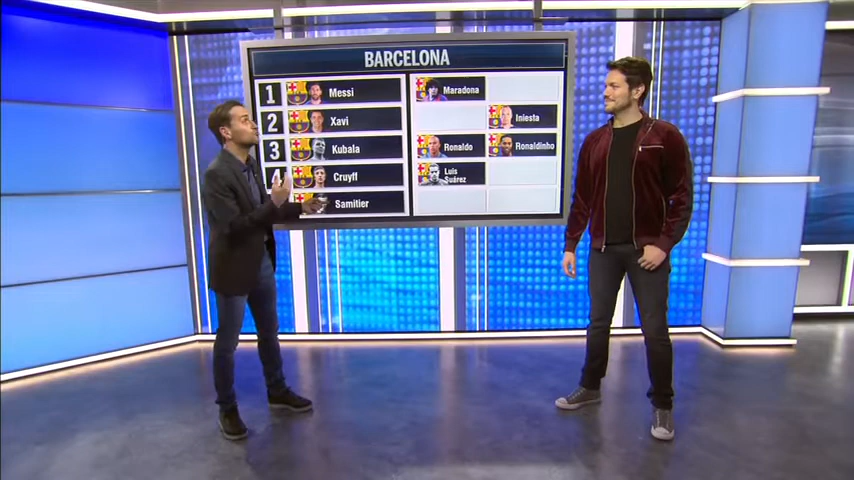 BARCELONA
1 Messi
2 Xavi
3 Kubala
4 Cruyff
Samitier
Maradona
Iniesta
Ronaldo
Ronaldinho
Luis
Suárez